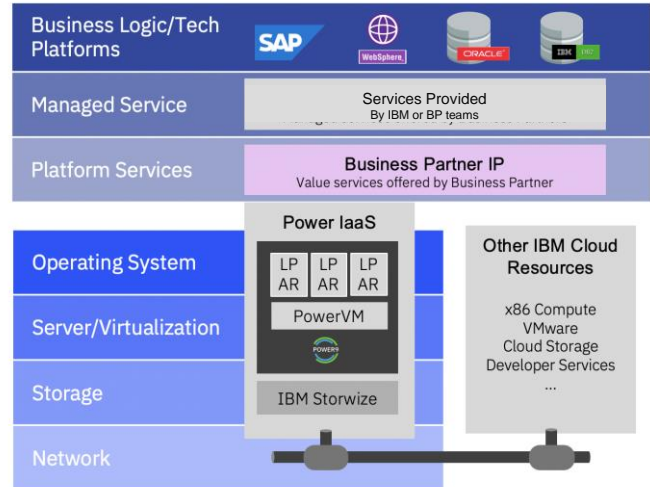 Business Logic/Tech
Platforms
SAP
WebSphere
ORACLE
IBM
Managed Service
Services Provided
By IBM or BP teams
Platform Services
Business Partner IP
Value services offered by Business Partner
Power IaaS
Operating System
LP
AR
LP
AR
LP
AR
Server/Virtualization
PowerVM
POWER9
Storage
IBM Storwize
Network
Other IBM Cloud
Resources
x86 Compute
VMware
Cloud Storage
Developer Services
...